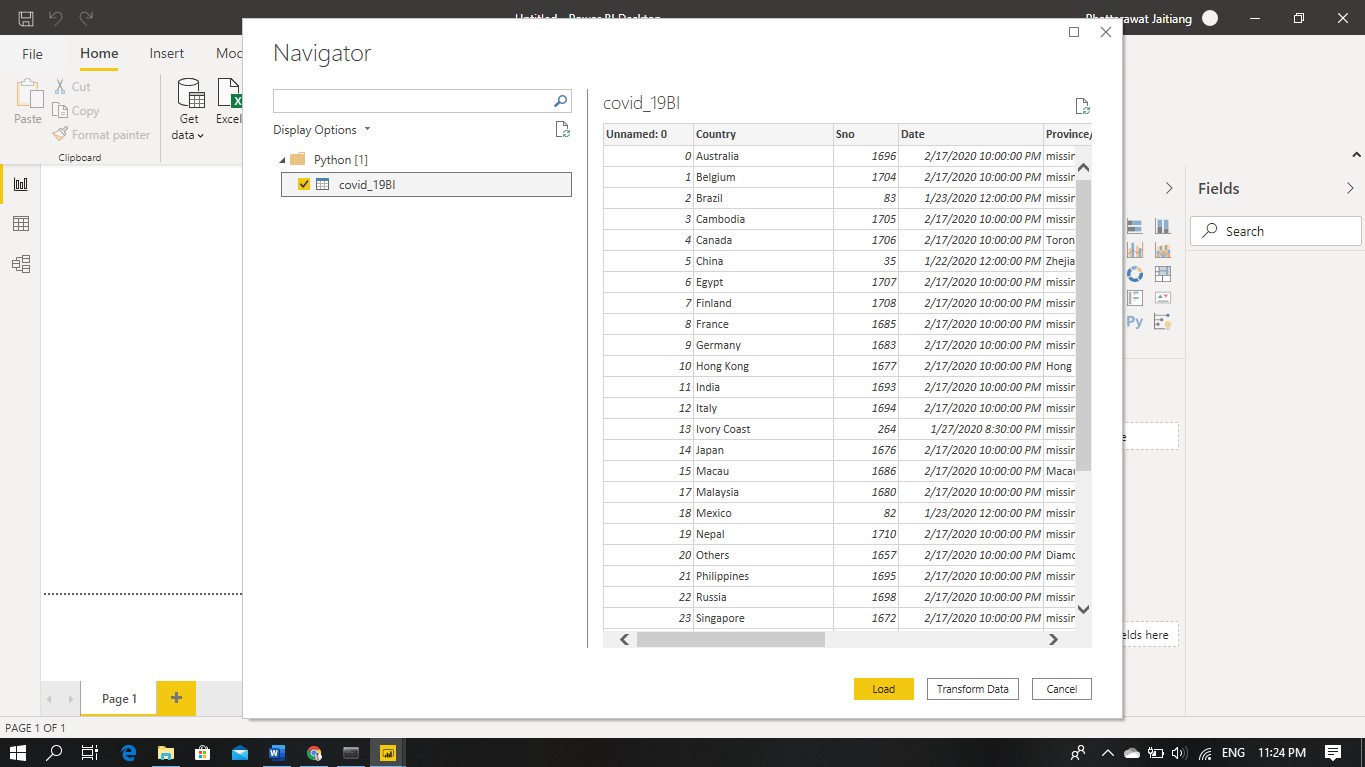 Untitled - Power BI Desktop
Phattarawat Jaitiang
File
Home
Insert
Mod
Paste
Cut
Copy
Format painter
Clipboard
Get data
Excel
Navigator
Display Options
Python [1]
covid_19BI
covid_19BI
Unnamed: 0 Country Sno Date Province/
0 Australia 1696 2/17/2020 10:00:00 PM missin
1 Belgium 1704 2/17/2020 10:00:00 PM missin
2 Brazil 83 1/23/2020 12:00:00 PM missin
3 Cambodia 1705 2/17/2020 10:00:00 PM missin
4 Canada 1706 2/17/2020 10:00:00 PM Toron
5 China 35 1/22/2020 12:00:00 PM Zhejia
6 Egypt 1707 2/17/2020 10:00:00 PM missin
7 Finland 1708 2/17/2020 10:00:00 PM missin
8 France 1685 2/17/2020 10:00:00 PM missin
9 Germany 1683 2/17/2020 10:00:00 PM missin
10 Hong Kong 1677 2/17/2020 10:00:00 PM Hong
11 India 1693 2/17/2020 10:00:00 PM missin
12 Italy 1694 2/17/2020 10:00:00 PM missin
13 Ivory Coast 264 1/27/2020 8:30:00 PM missin
14 Japan 1676 2/17/2020 10:00:00 PM missin
15 Macau 1686 2/17/2020 10:00:00 PM Macau
17 Malaysia 1680 2/17/2020 10:00:00 PM missin
18 Mexico 82 1/23/2020 12:00:00 PM missin
19 Nepal 1710 2/17/2020 10:00:00 PM missin
20 Others 1657 2/17/2020 10:00:00 PM Diamo
21 Philippines 1695 2/17/2020 10:00:00 PM missin
22 Russia 1698 2/17/2020 10:00:00 PM missin
23 Singapore 1672 2/17/2020 10:00:00 PM missin
Load
Transform Data
Cancel
Fields
Search
Py
e
elds here
Page 1
PAGE 1 OF 1
ENG
11:24 PM